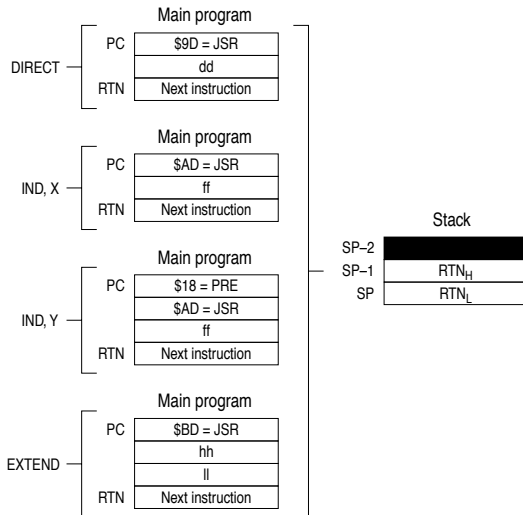 Main program
PC $9D = JSR
DIRECT dd
RTN Next instruction
Main program
PC $AD = JSR
IND, X ff
RTN Next instruction
Main program
PC $18 = PRE
$AD = JSR
IND, Y ff
RTN Next instruction
Main program
PC $BD = JSR
hh
EXTEND ll
RTN Next instruction
Stack
SP–2
SP–1 RTNH
SP RTNL